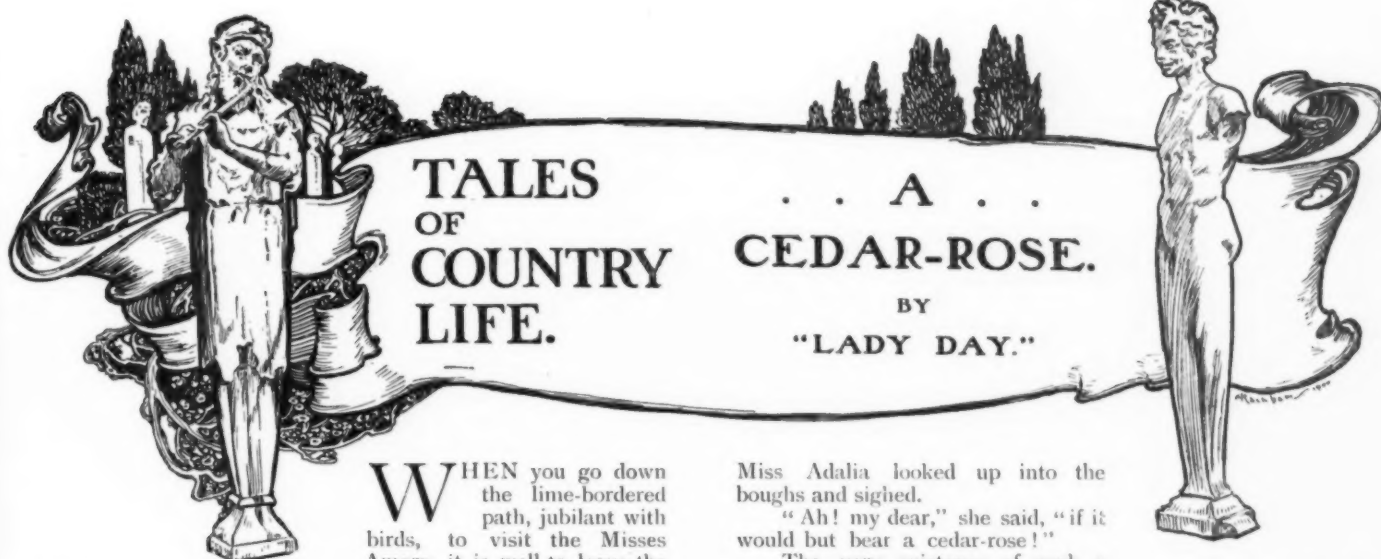 TALES
OF
COUNTRY
LIFE.
. . A . .
CEDAR-ROSE.
BY
"LADY DAY."
WHEN you go down
the lime-bordered
path, jubilant with
birds, to visit the Misses
Miss Adalia looked up into the
boughs and sighed.
"Ah! my dear," she said, "if it
would but bear a cedar-rose!"